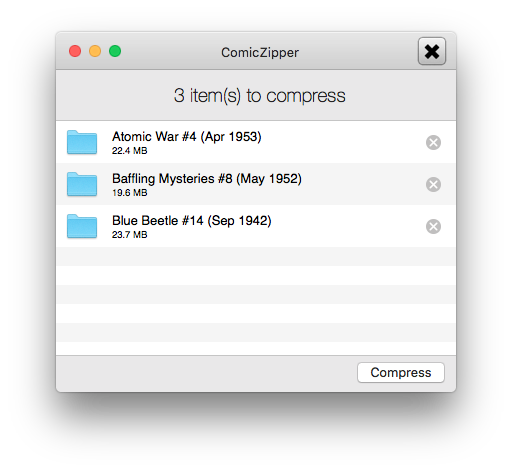 ComicZipper
3 item(s) to compress
Atomic War #4 (Apr 1953)
22.4 MB
Baffling Mysteries #8 (May 1952)
19.6 MB
Blue Beetle #14 (Sep 1942)
23.7 MB
Compress